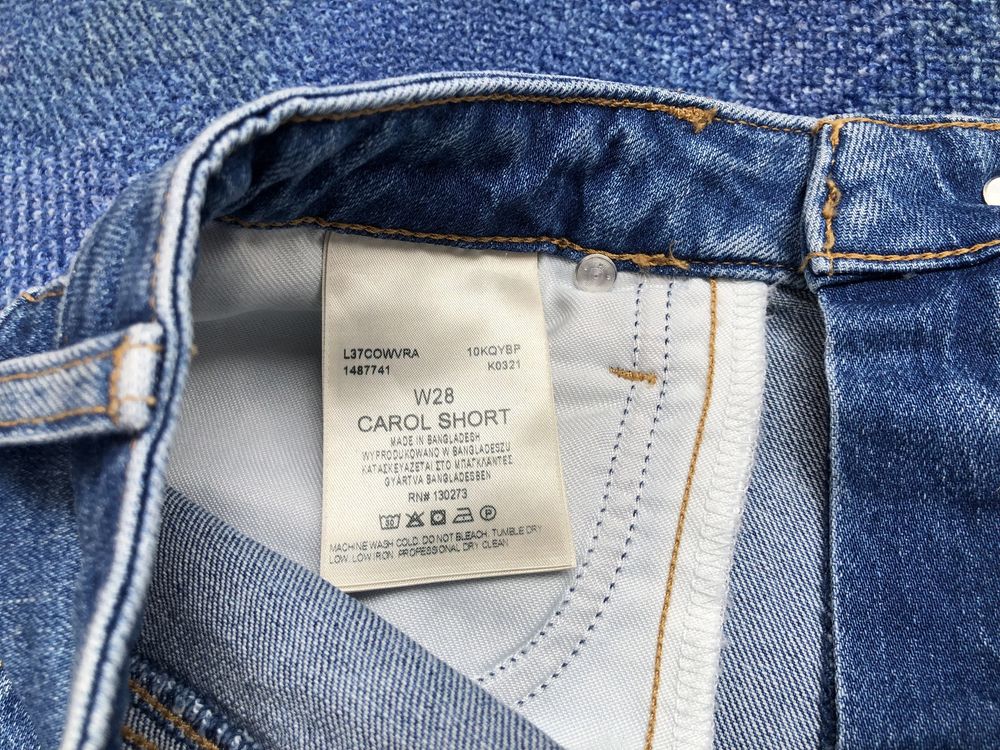 L37COWVRA 10KQYBP
1487741 K0321
W28
CAROL SHORT
MADE IN BANGLADESH
WYPRODUKOWANO W BANGLADESZU
ΚΑΤΑΣΚΕΥΑΖΕΤΑΙ ΣΤΟ ΜΠΑΓΚΛΑΝΤΕΣ
GYÁRTVA BANGLADESBEN
RN# 130273
MACHINE WASH COLD. DO NOT BLEACH. TUMBLE DRY
LOW. LOW IRON. PROFESSIONAL DRY CLEAN